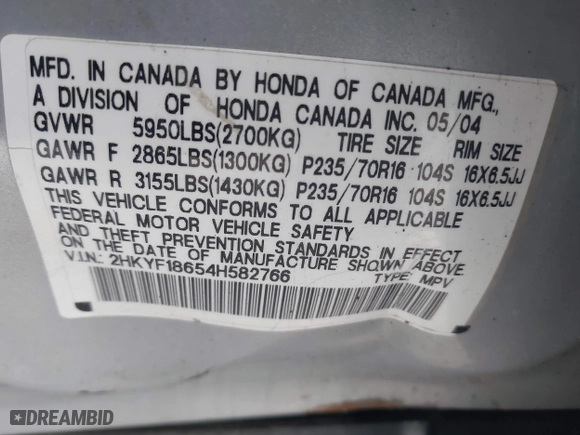 MFD. IN CANADA BY HONDA OF CANADA MFG.,
A DIVISION OF HONDA CANADA INC. 05/04
GVWR 5950LBS(2700KG) TIRE SIZE RIM SIZE
GAWR F 2865LBS(1300KG) P235/70R16 104S 16X6.5JJ
GAWR R 3155LBS(1430KG) P235/70R16 104S 16X6.5JJ
THIS VEHICLE CONFORMS TO ALL APPLICABLE
FEDERAL MOTOR VEHICLE SAFETY
AND THEFT PREVENTION STANDARDS IN EFFECT
ON THE DATE OF MANUFACTURE SHOWN ABOVE.
V.I.N.: 2HKYF18654H582766 TYPE: MPV
DREAMBID